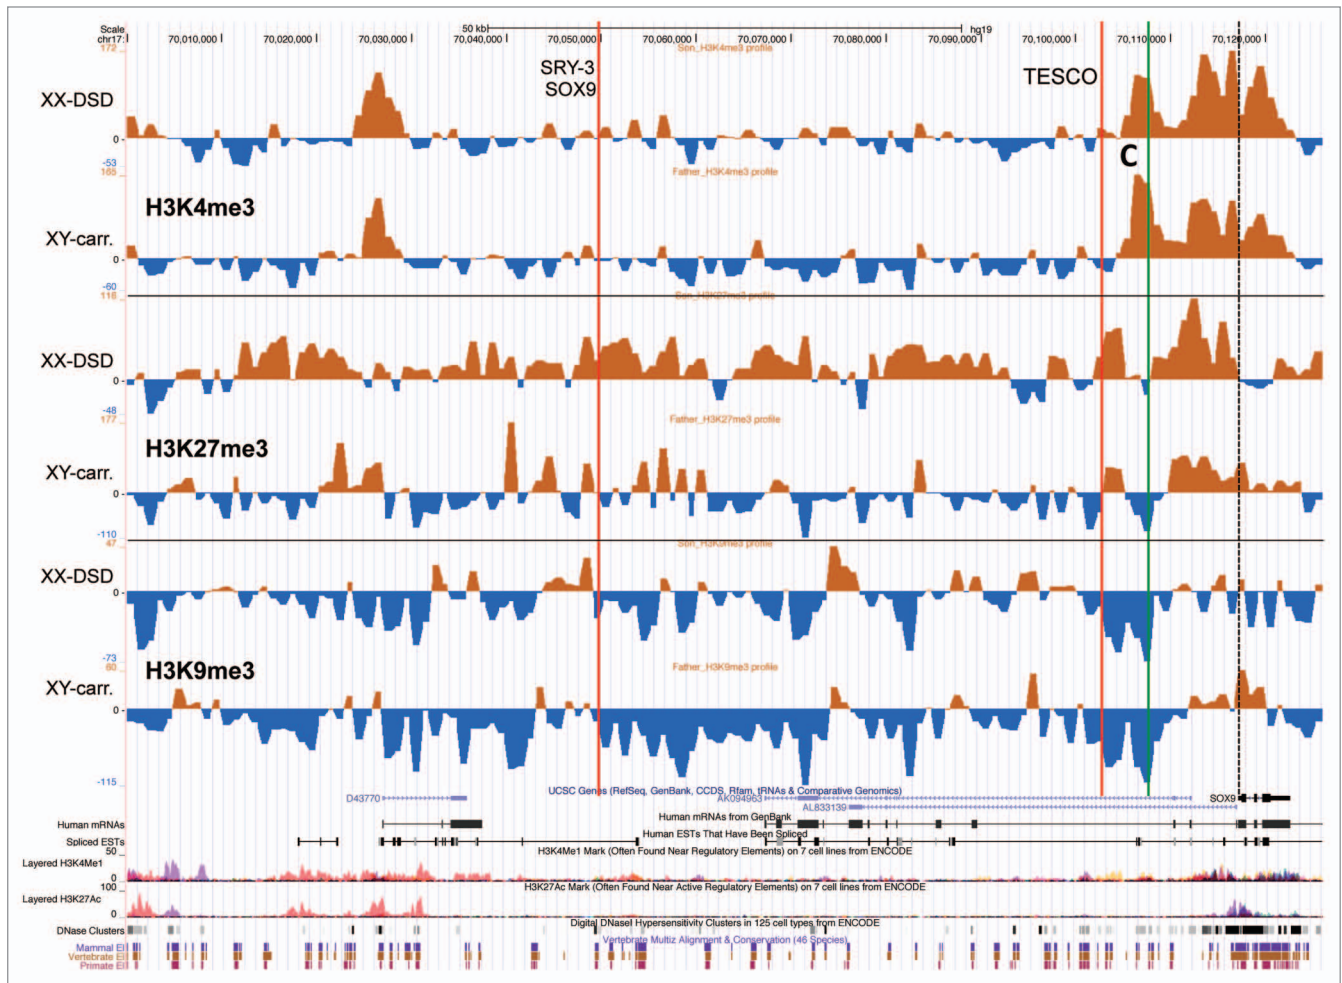 Scale
50 kb
hg19
chr17:
70,010,000
70,020,000
70,030,000
70,040,000
70,050,000
70,060,000
70,070,000
70,080,000
70,090,000
70,100,000
70,110,000
70,120,000
172
Son_H3K4me3 profile
SRY-3
SOX9
TESCO
XX-DSD
0
-53
C
165
Father_H3K4me3 profile
H3K4me3
XY-carr.
0
-60
118
Son_H3K27me3 profile
XX-DSD
0
-48
177
Father_H3K27me3 profile
H3K27me3
XY-carr.
0
-110
47
Son_H3K9me3 profile
XX-DSD
0
-73
60
Father_H3K9me3 profile
H3K9me3
XY-carr.
0
-115
UCSC Genes (RefSeq, GenBank, CCDS, Rfam, tRNAs & Comparative Genomics)
D43770
AK094963
SOX9
AL833139
Human mRNAs from GenBank
Human mRNAs
Human ESTs That Have Been Spliced
Spliced ESTs
50
H3K4Me1 Mark (Often Found Near Regulatory Elements) on 7 cell lines from ENCODE
Layered H3K4Me1
0
100
H3K27Ac Mark (Often Found Near Active Regulatory Elements) on 7 cell lines from ENCODE
Layered H3K27Ac
0
Digital DNaseI Hypersensitivity Clusters in 125 cell types from ENCODE
DNase Clusters
Vertebrate Multiz Alignment & Conservation (46 Species)
Mammal El
Vertebrate El
Primate El